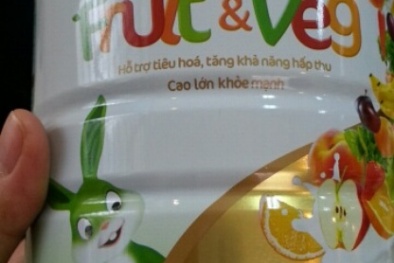 Fruit & Veg
Hỗ trợ tiêu hoá, tăng khả năng hấp thu
Cao lớn khỏe mạnh